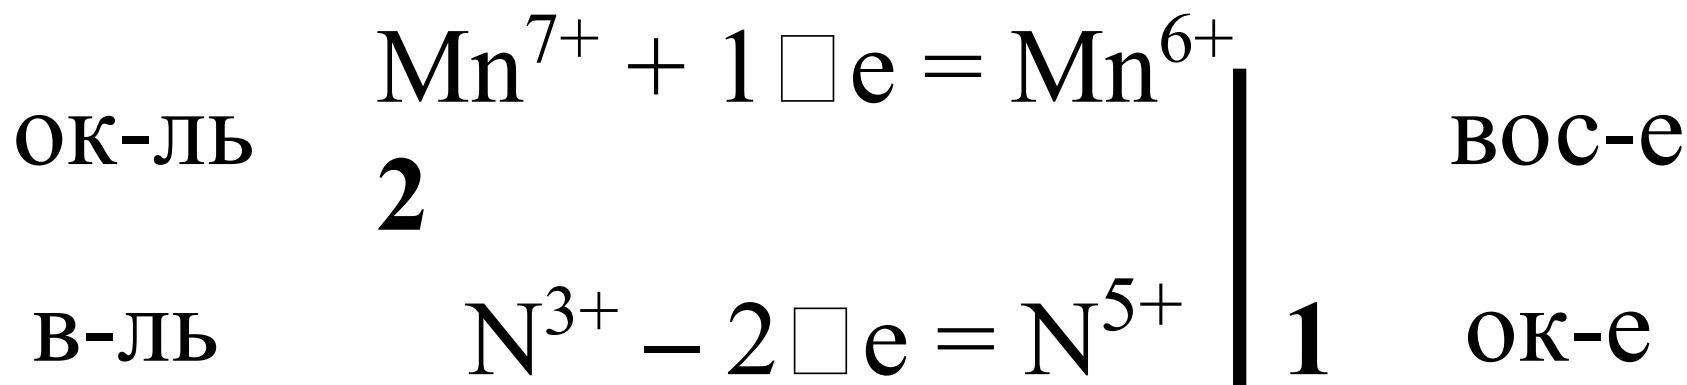 Mn⁷⁺ + 1 □ e = Mn⁶⁺
ок-ль вос-е
2
в-ль N³⁺ – 2 □ e = N⁵⁺ 1 ок-е